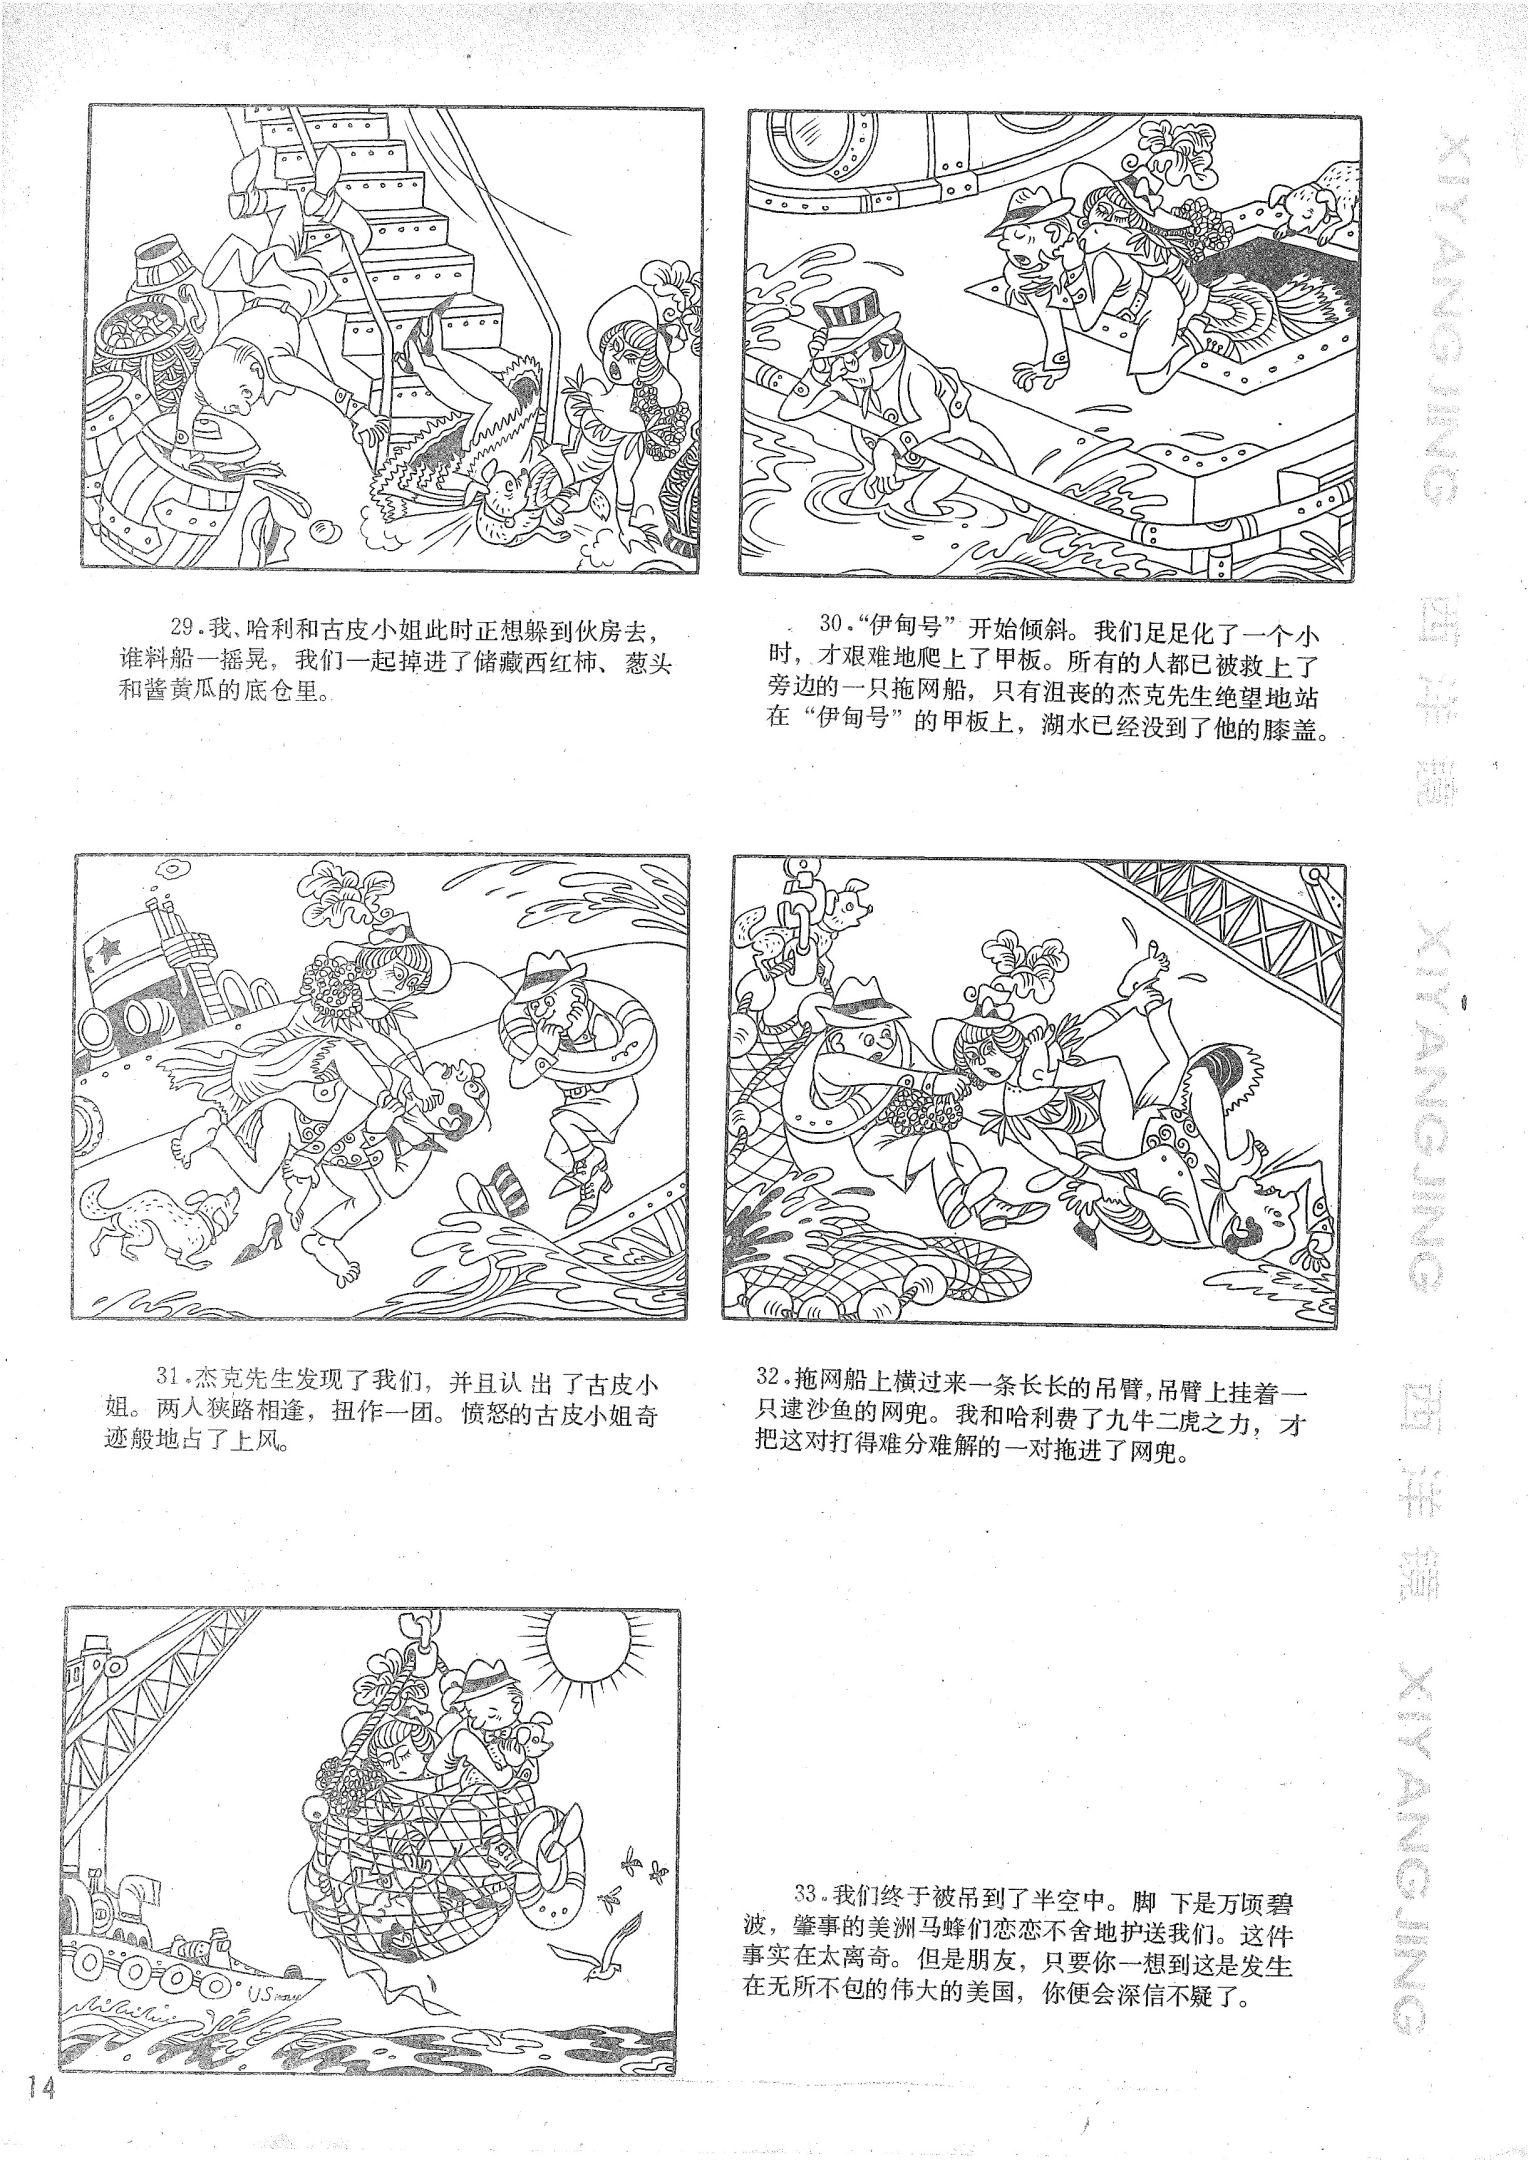 29.我、哈利和古皮小姐此时正想躲到伙房去，
谁料船一摇晃，我们一起掉进了储藏西红柿、葱头
和酱黄瓜的底仓里。
30.“伊甸号”开始倾斜。我们足足化了一个小
时，才艰难地爬上了甲板。所有的人都已被救上了
旁边的一只拖网船，只有沮丧的杰克先生绝望地站
在“伊甸号”的甲板上，湖水已经没到了他的膝盖。
31.杰克先生发现了我们，并且认出了古皮小
姐。两人狭路相逢，扭作一团。愤怒的古皮小姐奇
迹般地占了上风。
32.拖网船上横过来一条长长的吊臂，吊臂上挂着一
只逮沙鱼的网兜。我和哈利费了九牛二虎之力，才
把这对打得难分难解的一对拖进了网兜。
US
33.我们终于被吊到了半空中。脚下是万顷碧
波，肇事的美洲马蜂们恋恋不舍地护送我们。这件
事实在太离奇。但是朋友，只要你一想到这是发生
在无所不包的伟大的美国，你便会深信不疑了。
14
XIYANGJING
西洋镜
XIYANGJING
西洋镜
XIYANGJING